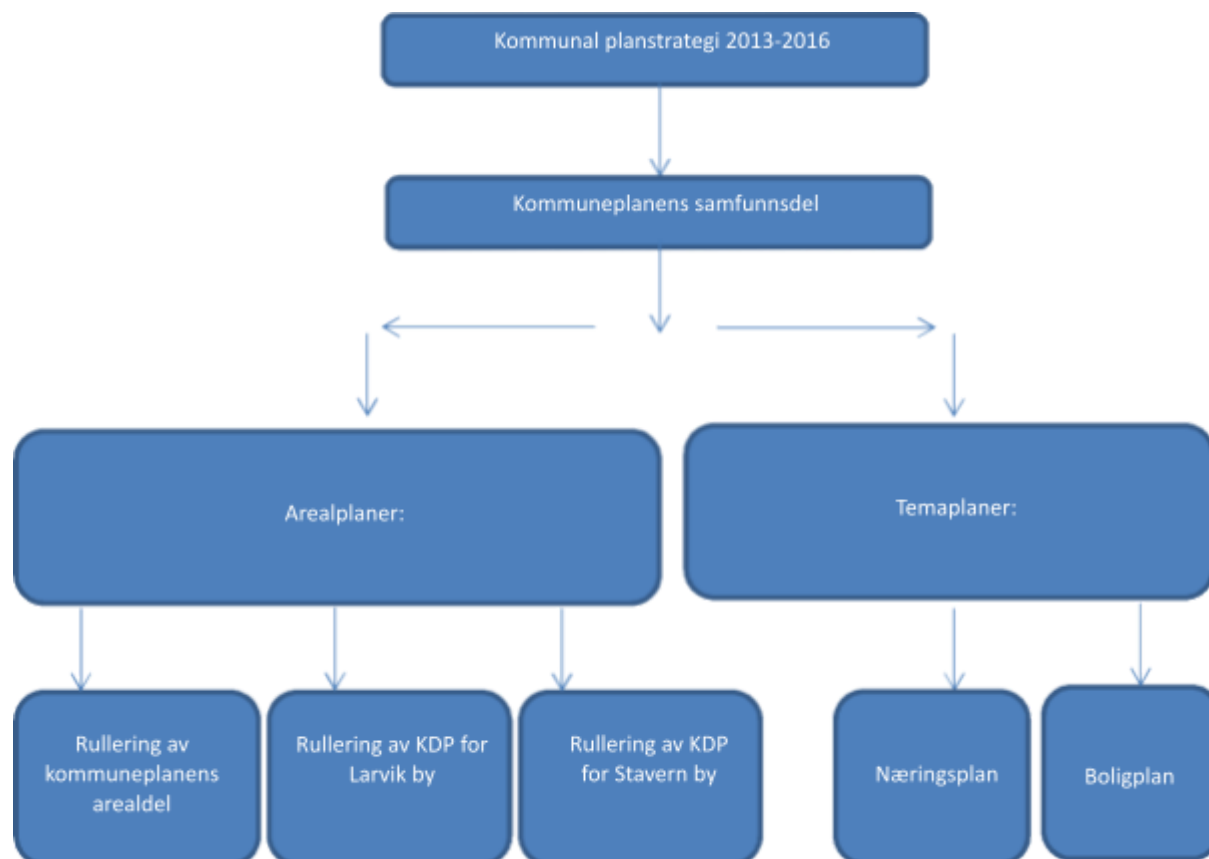 Kommunal planstrategi 2013-2016
Kommuneplanens samfunnsdel
Arealplaner:
Temaplaner:
Rullering av
kommuneplanens
arealdel
Rullering av KDP for
Larvik by
Rullering av KDP
for Stavern by
Næringsplan
Boligplan